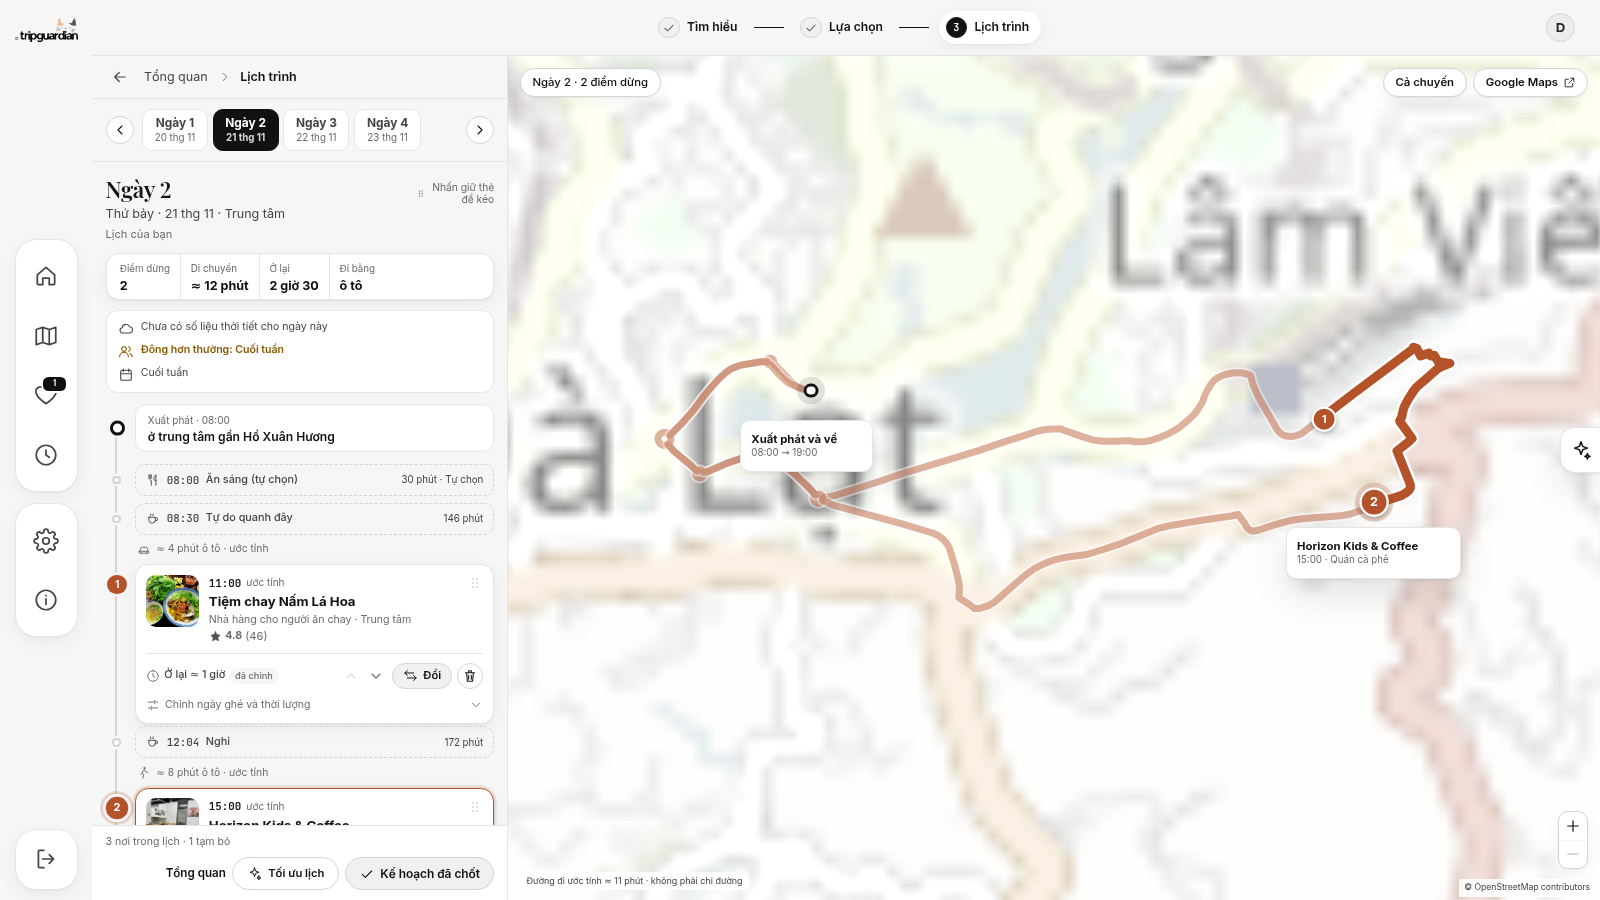 tripguardian
Tìm hiểu
Lựa chọn
3 Lịch trình
D
Tổng quan
Lịch trình
Ngày 1
20 thg 11
Ngày 2
21 thg 11
Ngày 3
22 thg 11
Ngày 4
23 thg 11
Ngày 2
Nhấn giữ thẻ
để kéo
Thứ bảy · 21 thg 11 · Trung tâm
Lịch của bạn
Điểm dừng
2
Di chuyển
≈ 12 phút
Ở lại
2 giờ 30
Đi bằng
ô tô
Chưa có số liệu thời tiết cho ngày này
Đông hơn thường: Cuối tuần
Cuối tuần
1
Xuất phát · 08:00
ở trung tâm gần Hồ Xuân Hương
08:00 Ăn sáng (tự chọn)
30 phút · Tự chọn
08:30 Tự do quanh đây
146 phút
≈ 4 phút ô tô · ước tính
1
11:00 ước tính
Tiệm chay Nấm Lá Hoa
Nhà hàng cho người ăn chay · Trung tâm
4.8 (46)
Ở lại ≈ 1 giờ đã chỉnh
Đổi
Chỉnh ngày ghé và thời lượng
12:04 Nghỉ
172 phút
≈ 8 phút ô tô · ước tính
2
15:00 ước tính
Horizon Kids & Coffee
3 nơi trong lịch · 1 tạm bỏ
Tổng quan
Tối ưu lịch
Kế hoạch đã chốt
Ngày 2 · 2 điểm dừng
Cả chuyến
Google Maps
Lâm Viê
à Lạt
Xuất phát và về
08:00 → 19:00
1
2
Horizon Kids & Coffee
15:00 · Quán cà phê
Đường đi ước tính ≈ 11 phút · không phải chỉ đường
© OpenStreetMap contributors